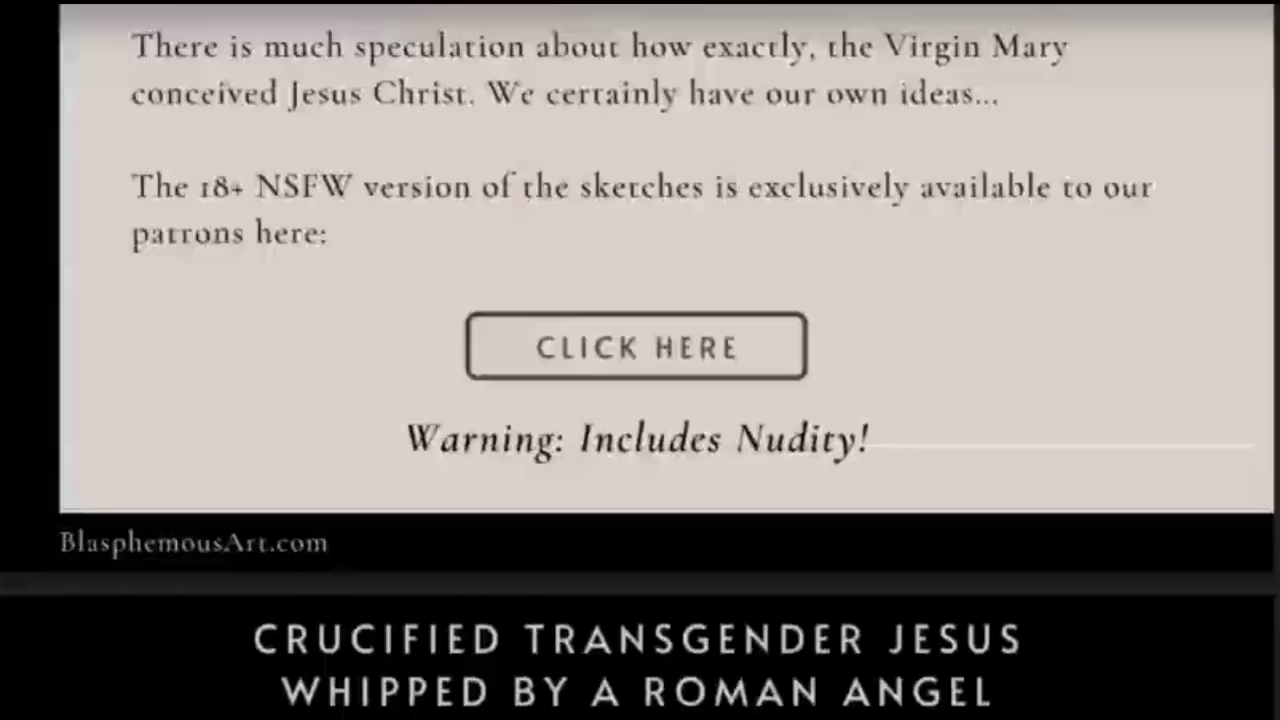 There is much speculation about how exactly, the Virgin Mary
conceived Jesus Christ. We certainly have our own ideas...
The 18+ NSFW version of the sketches is exclusively available to our
patrons here:
CLICK HERE
Warning: Includes Nudity!
BlasphemousArt.com
CRUCIFIED TRANSGENDER JESUS
WHIPPED BY A ROMAN ANGEL